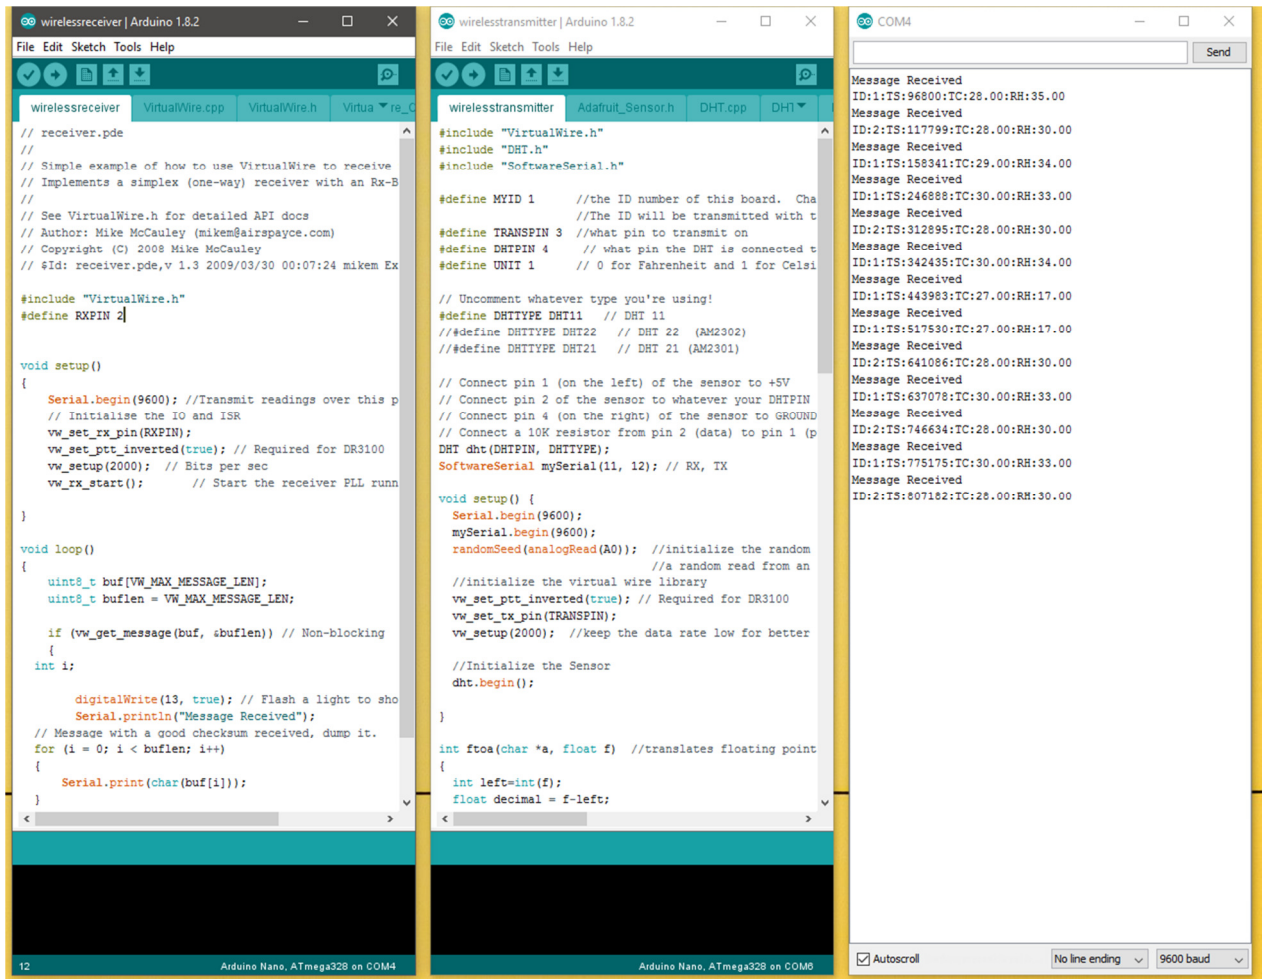 wirelessreceiver | Arduino 1.8.2
File Edit Sketch Tools Help
wirelessreceiver VirtualWire.cpp VirtualWire.h Virtua re_C
// receiver.pde
//
// Simple example of how to use VirtualWire to receive
// Implements a simplex (one-way) receiver with an Rx-B
//
// See VirtualWire.h for detailed API docs
// Author: Mike McCauley (mikem@airspayce.com)
// Copyright (C) 2008 Mike McCauley
// $Id: receiver.pde,v 1.3 2009/03/30 00:07:24 mikem Ex
#include "VirtualWire.h"
#define RXPIN 2
void setup()
{
Serial.begin(9600); //Transmit readings over this p
// Initialise the IO and ISR
vw_set_rx_pin(RXPIN);
vw_set_ptt_inverted(true); // Required for DR3100
vw_setup(2000); // Bits per sec
vw_rx_start(); // Start the receiver PLL runn
}
void loop()
{
uint8_t buf[VW_MAX_MESSAGE_LEN];
uint8_t buflen = VW_MAX_MESSAGE_LEN;
if (vw_get_message(buf, &buflen)) // Non-blocking
{
int i;
digitalWrite(13, true); // Flash a light to sho
Serial.println("Message Received");
// Message with a good checksum received, dump it.
for (i = 0; i < buflen; i++)
{
Serial.print(char(buf[i]));
}
12 Arduino Nano, ATmega328 on COM4
wirelesstransmitter | Arduino 1.8.2
File Edit Sketch Tools Help
wirelesstransmitter Adafruit_Sensor.h DHT.cpp DHT
#include "VirtualWire.h"
#include "DHT.h"
#include "SoftwareSerial.h"
#define MYID 1 //the ID number of this board. Cha
//The ID will be transmitted with t
#define TRANSPIN 3 //what pin to transmit on
#define DHTPIN 4 // what pin the DHT is connected t
#define UNIT 1 // 0 for Fahrenheit and 1 for Celsi
// Uncomment whatever type you're using!
#define DHTTYPE DHT11 // DHT 11
//#define DHTTYPE DHT22 // DHT 22 (AM2302)
//#define DHTTYPE DHT21 // DHT 21 (AM2301)
// Connect pin 1 (on the left) of the sensor to +5V
// Connect pin 2 of the sensor to whatever your DHTPIN
// Connect pin 4 (on the right) of the sensor to GROUND
// Connect a 10K resistor from pin 2 (data) to pin 1 (p
DHT dht(DHTPIN, DHTTYPE);
SoftwareSerial mySerial(11, 12); // RX, TX
void setup() {
Serial.begin(9600);
mySerial.begin(9600);
randomSeed(analogRead(A0)); //initialize the random
//a random read from an
//initialize the virtual wire library
vw_set_ptt_inverted(true); // Required for DR3100
vw_set_tx_pin(TRANSPIN);
vw_setup(2000); //keep the data rate low for better
//Initialize the Sensor
dht.begin();
}
int ftoa(char *a, float f) //translates floating point
{
int left=int(f);
float decimal = f-left;
Arduino Nano, ATmega328 on COM6
COM4
Send
Message Received
ID:1:TS:96800:TC:28.00:RH:35.00
Message Received
ID:2:TS:117799:TC:28.00:RH:30.00
Message Received
ID:1:TS:158341:TC:29.00:RH:34.00
Message Received
ID:1:TS:246888:TC:30.00:RH:33.00
Message Received
ID:2:TS:312895:TC:28.00:RH:30.00
Message Received
ID:1:TS:342435:TC:30.00:RH:34.00
Message Received
ID:1:TS:443983:TC:27.00:RH:17.00
Message Received
ID:1:TS:517530:TC:27.00:RH:17.00
Message Received
ID:2:TS:641086:TC:28.00:RH:30.00
Message Received
ID:1:TS:637078:TC:30.00:RH:33.00
Message Received
ID:2:TS:746634:TC:28.00:RH:30.00
Message Received
ID:1:TS:775175:TC:30.00:RH:33.00
Message Received
ID:2:TS:807182:TC:28.00:RH:30.00
Autoscroll No line ending 9600 baud